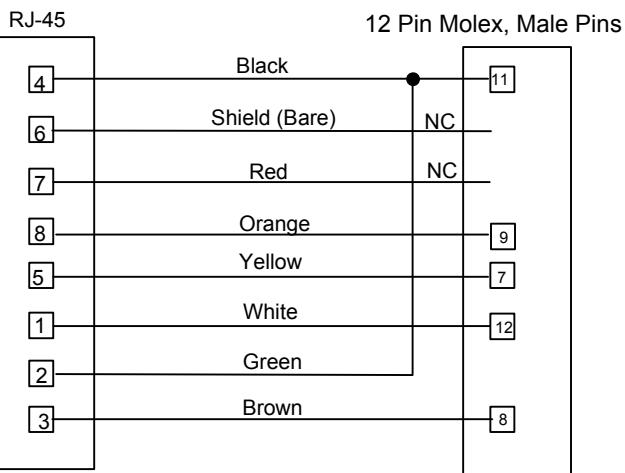 RJ-45
12 Pin Molex, Male Pins
4 Black 11
6 Shield (Bare) NC
7 Red NC
8 Orange 9
5 Yellow 7
1 White 12
2 Green
3 Brown 8